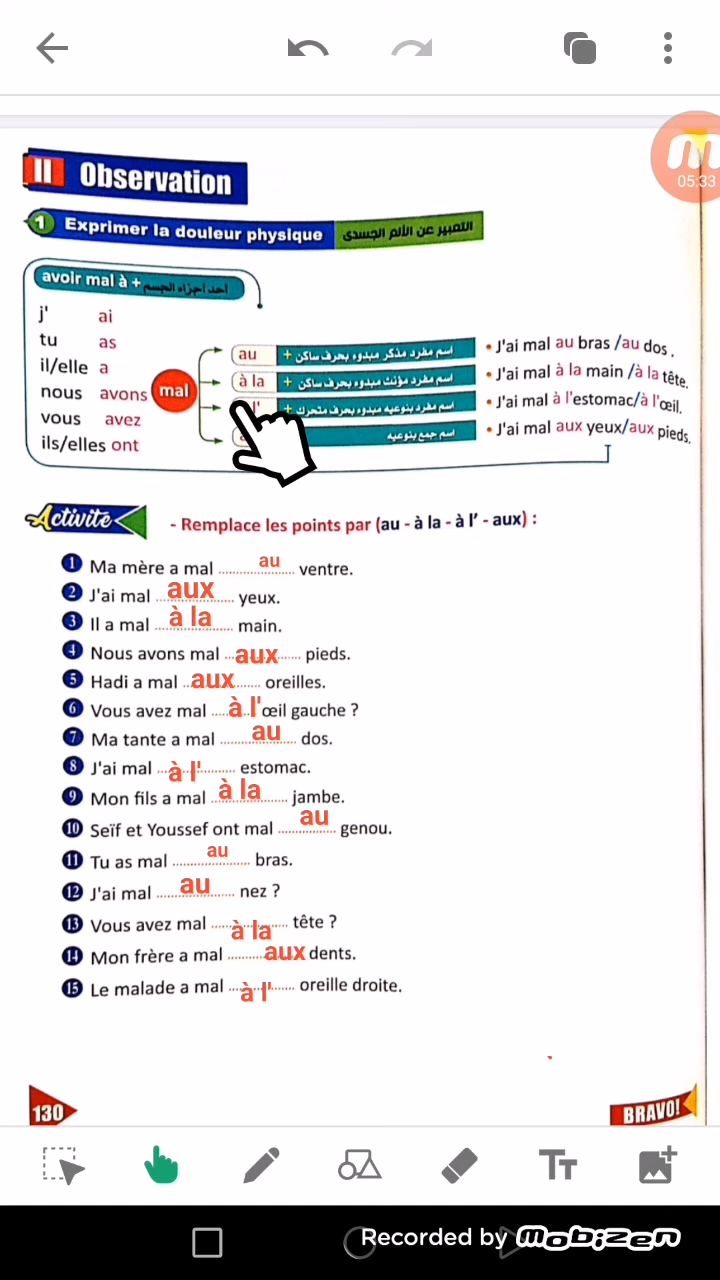 05:33
II Observation
1 Exprimer la douleur physique التعبير عن الألم الجسدى
avoir mal à + أحد أجزاء الجسم
j' ai
tu as
il/elle a
nous avons
vous avez
ils/elles ont
mal
au + اسم مفرد مذكر مبدوء بحرف ساكن • J'ai mal au bras /au dos .
à la + اسم مفرد مؤنث مبدوء بحرف ساكن • J'ai mal à la main /à la tête.
l' + اسم مفرد بنوعيه مبدوء بحرف متحرك • J'ai mal à l'estomac/à l'œil.
اسم جمع بنوعيه • J'ai mal aux yeux/aux pieds.
Activité - Remplace les points par (au - à la - à l' - aux) :
1 Ma mère a mal ........ au ........ ventre.
2 J'ai mal ........ aux ........ yeux.
3 Il a mal ........ à la ........ main.
4 Nous avons mal ... aux ...... pieds.
5 Hadi a mal .. aux ...... oreilles.
6 Vous avez mal .... à l' œil gauche ?
7 Ma tante a mal ........ au ... dos.
8 J'ai mal ... à l' ........ estomac.
9 Mon fils a mal ... à la ...... jambe.
10 Seïf et Youssef ont mal ...... au ...... genou.
11 Tu as mal ........ au ........ bras.
12 J'ai mal ...... au ...... nez ?
13 Vous avez mal ...... à la ...... tête ?
14 Mon frère a mal ......... aux dents.
15 Le malade a mal ... à l' ...... oreille droite.
130
BRAVO!
TT
Recorded by mobizen